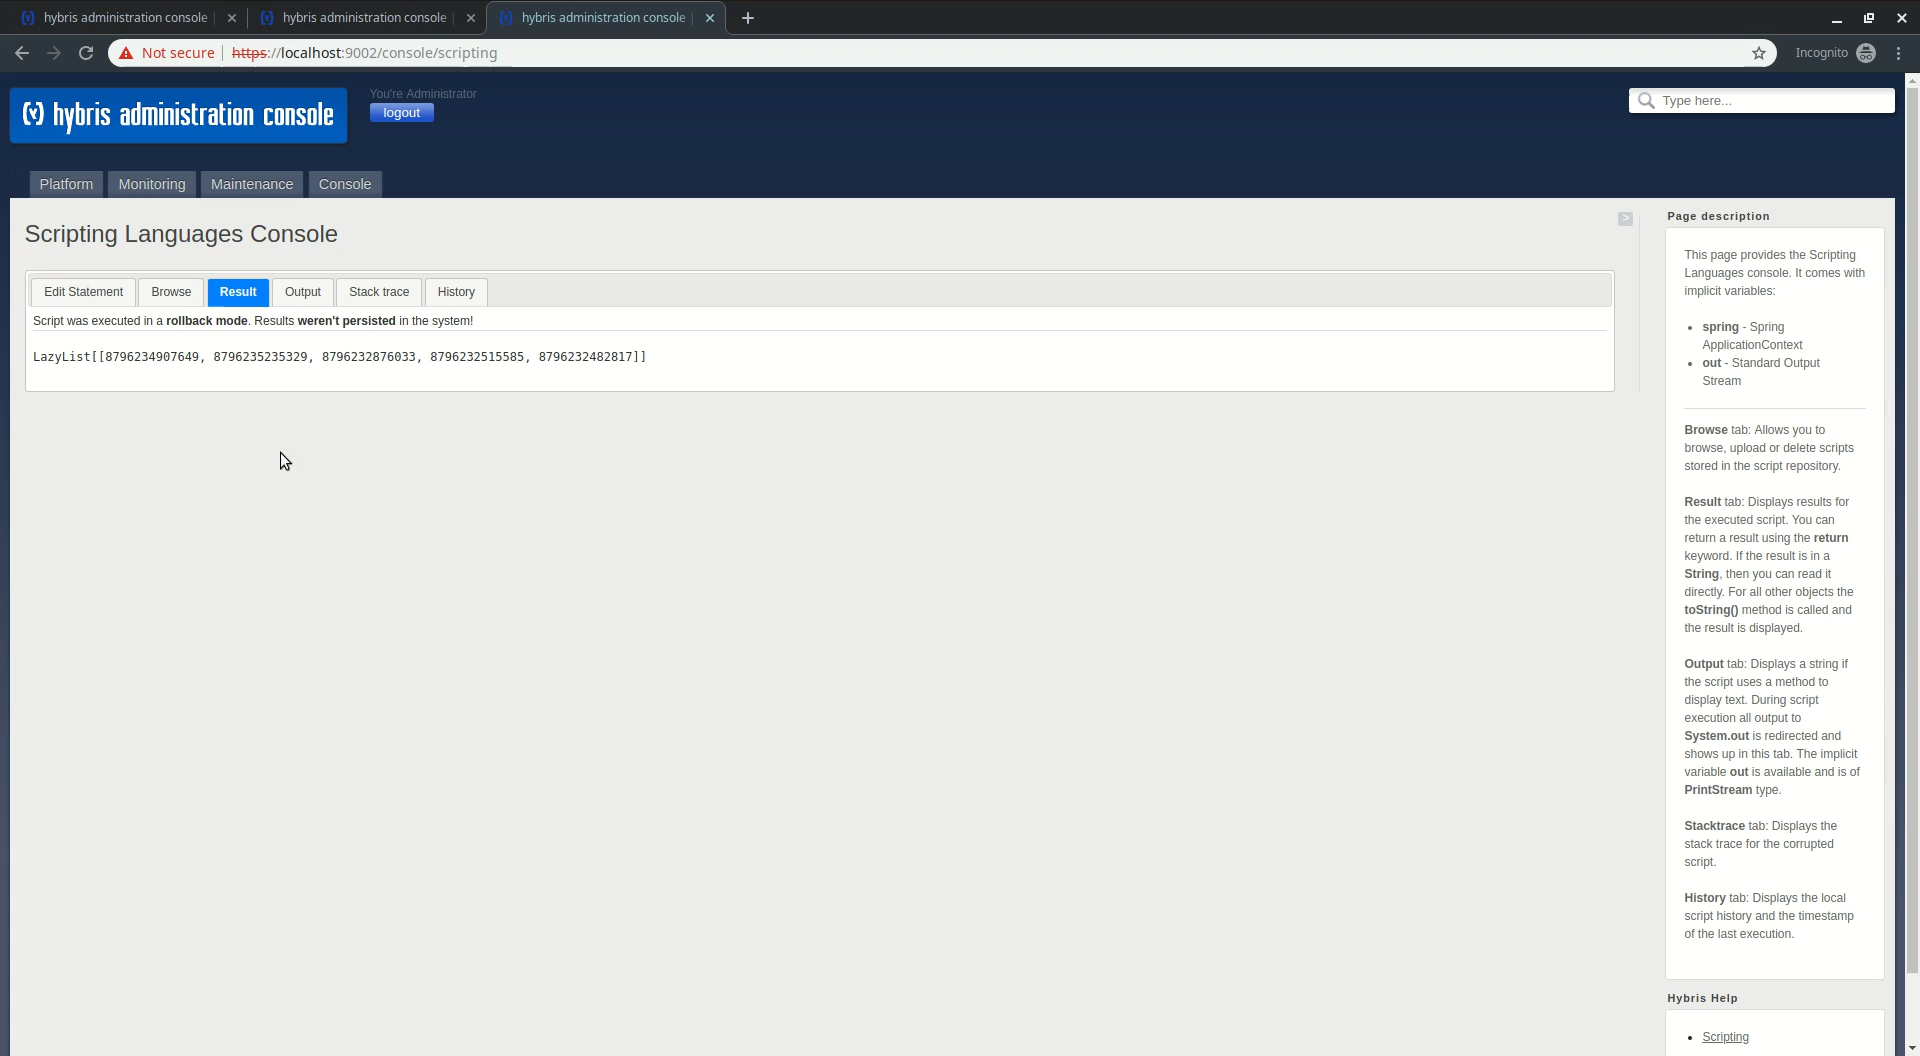 hybris administration console
hybris administration console
hybris administration console
Not secure
https://localhost:9002/console/scripting
Incognito
hybris administration console
You're Administrator
logout
Type here...
Platform
Monitoring
Maintenance
Console
Scripting Languages Console
>
Edit Statement
Browse
Result
Output
Stack trace
History
Script was executed in a rollback mode. Results weren't persisted in the system!
LazyList[[8796234907649, 8796235235329, 8796232876033, 8796232515585, 8796232482817]]
Page description
This page provides the Scripting
Languages console. It comes with
implicit variables:
• spring - Spring
ApplicationContext
• out - Standard Output
Stream
Browse tab: Allows you to
browse, upload or delete scripts
stored in the script repository.
Result tab: Displays results for
the executed script. You can
return a result using the return
keyword. If the result is in a
String, then you can read it
directly. For all other objects the
toString() method is called and
the result is displayed.
Output tab: Displays a string if
the script uses a method to
display text. During script
execution all output to
System.out is redirected and
shows up in this tab. The implicit
variable out is available and is of
PrintStream type.
Stacktrace tab: Displays the
stack trace for the corrupted
script.
History tab: Displays the local
script history and the timestamp
of the last execution.
Hybris Help
• Scripting